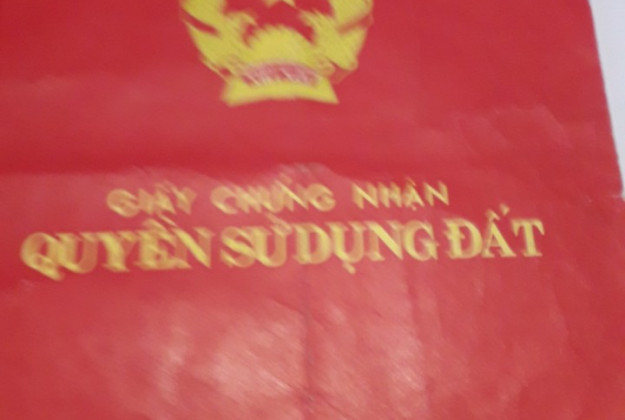 GIẤY CHỨNG NHẬN
QUYỀN SỬ DỤNG ĐẤT